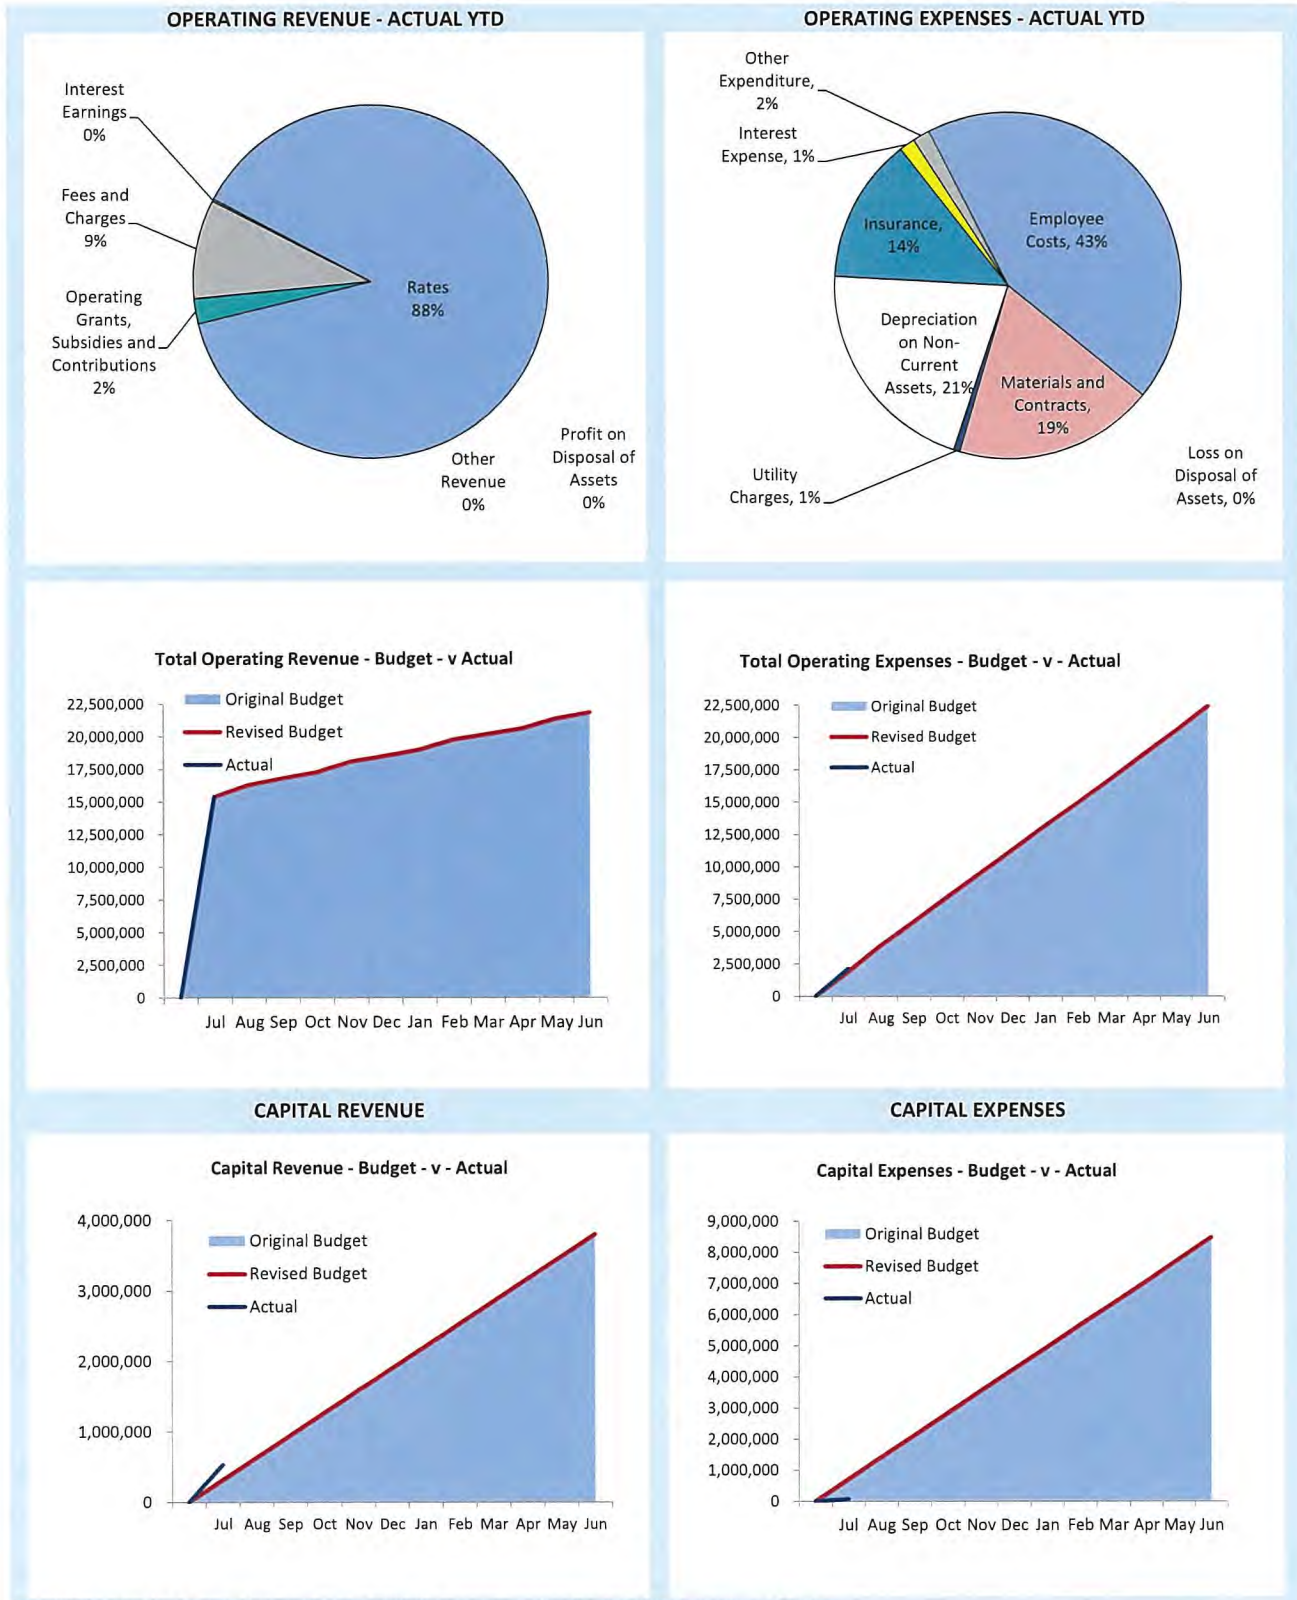 OPERATING REVENUE - ACTUAL YTD
Interest
Earnings
0%
Fees and
Charges
9%
Operating
Grants,
Subsidies and
Contributions
2%
Rates
88%
Other
Revenue
0%
Profit on
Disposal of
Assets
0%
OPERATING EXPENSES - ACTUAL YTD
Other
Expenditure,
2%
Interest
Expense, 1%
Insurance,
14%
Employee
Costs, 43%
Depreciation
on Non-
Current
Assets, 21%
Materials and
Contracts,
19%
Utility
Charges, 1%
Loss on
Disposal of
Assets, 0%
Total Operating Revenue - Budget - v Actual
Original Budget
Revised Budget
Actual
22,500,000
20,000,000
17,500,000
15,000,000
12,500,000
10,000,000
7,500,000
5,000,000
2,500,000
0
Jul Aug Sep Oct Nov Dec Jan Feb Mar Apr May Jun
Total Operating Expenses - Budget - v - Actual
Original Budget
Revised Budget
Actual
22,500,000
20,000,000
17,500,000
15,000,000
12,500,000
10,000,000
7,500,000
5,000,000
2,500,000
0
Jul Aug Sep Oct Nov Dec Jan Feb Mar Apr May Jun
CAPITAL REVENUE
Capital Revenue - Budget - v - Actual
Original Budget
Revised Budget
Actual
4,000,000
3,000,000
2,000,000
1,000,000
0
Jul Aug Sep Oct Nov Dec Jan Feb Mar Apr May Jun
CAPITAL EXPENSES
Capital Expenses - Budget - v - Actual
Original Budget
Revised Budget
Actual
9,000,000
8,000,000
7,000,000
6,000,000
5,000,000
4,000,000
3,000,000
2,000,000
1,000,000
0
Jul Aug Sep Oct Nov Dec Jan Feb Mar Apr May Jun